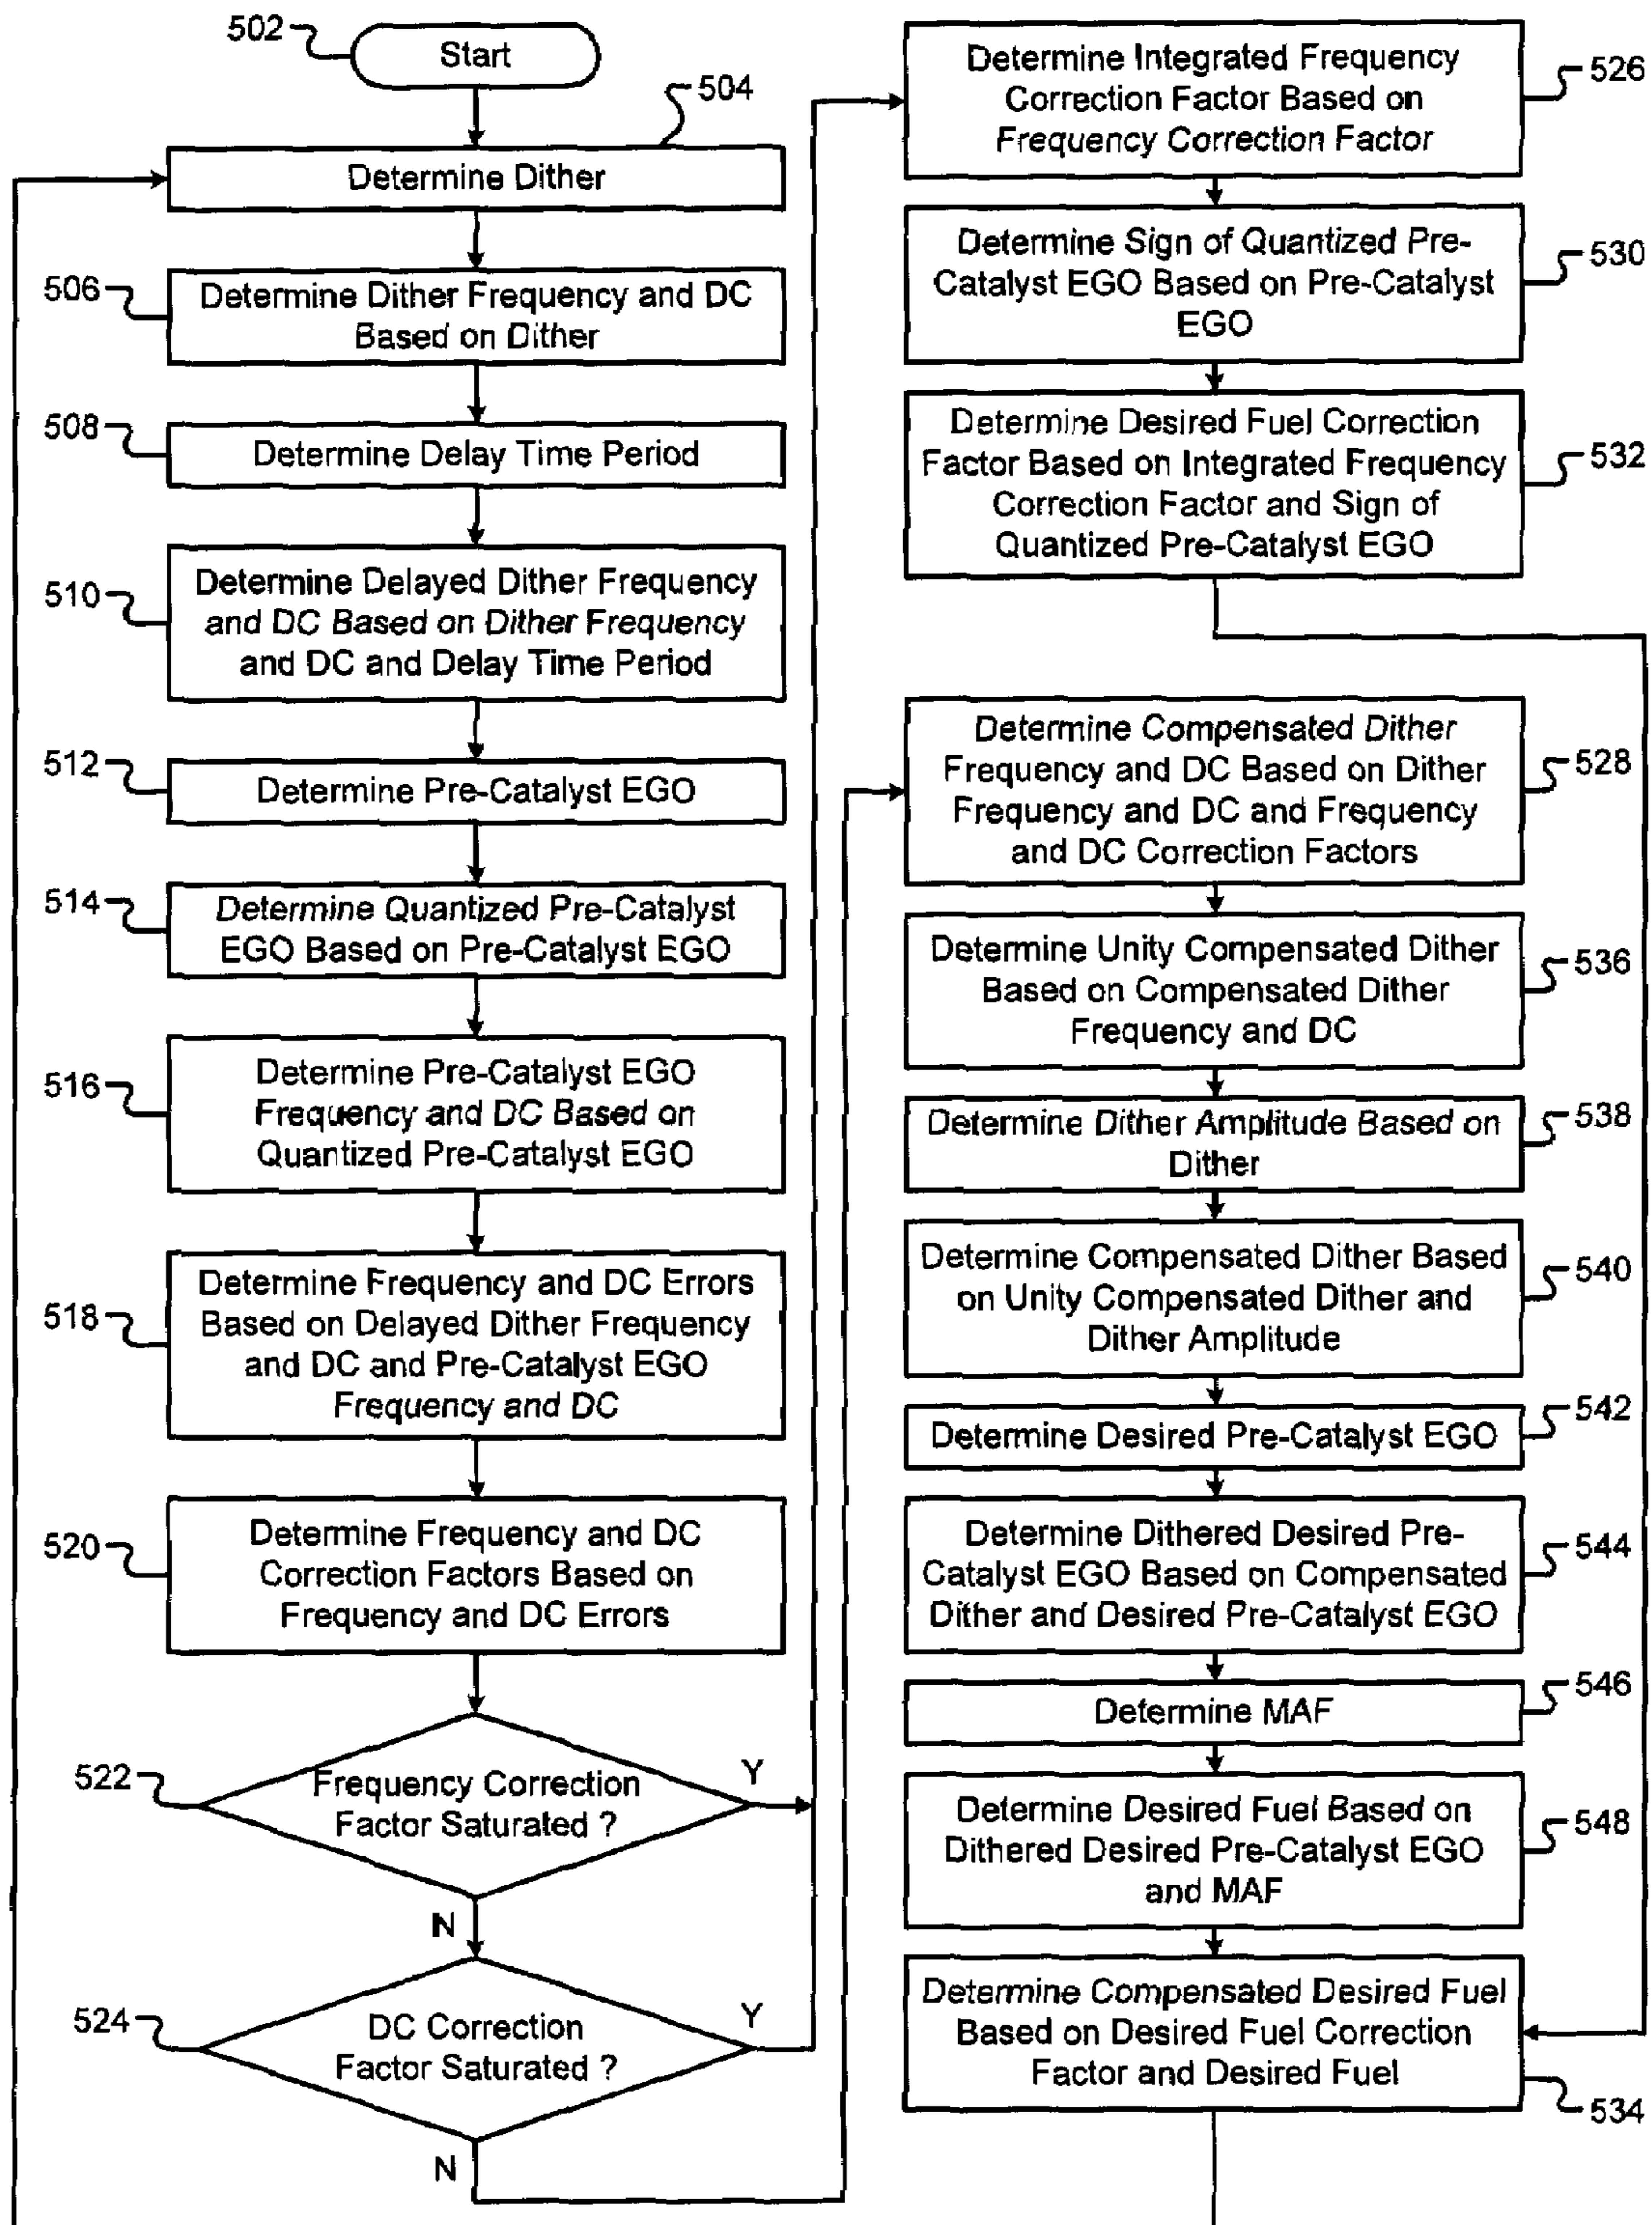 502
Start
504
Determine Dither
506
Determine Dither Frequency and DC
Based on Dither
508
Determine Delay Time Period
510
Determine Delayed Dither Frequency
and DC Based on Dither Frequency
and DC and Delay Time Period
512
Determine Pre-Catalyst EGO
514
Determine Quantized Pre-Catalyst
EGO Based on Pre-Catalyst EGO
516
Determine Pre-Catalyst EGO
Frequency and DC Based on
Quantized Pre-Catalyst EGO
518
Determine Frequency and DC Errors
Based on Delayed Dither Frequency
and DC and Pre-Catalyst EGO
Frequency and DC
520
Determine Frequency and DC
Correction Factors Based on
Frequency and DC Errors
522
Frequency Correction
Factor Saturated ?
Y
N
524
DC Correction
Factor Saturated ?
Y
N
Determine Integrated Frequency
Correction Factor Based on
Frequency Correction Factor
526
Determine Sign of Quantized Pre-
Catalyst EGO Based on Pre-Catalyst
EGO
530
Determine Desired Fuel Correction
Factor Based on Integrated Frequency
Correction Factor and Sign of
Quantized Pre-Catalyst EGO
532
Determine Compensated Dither
Frequency and DC Based on Dither
Frequency and DC and Frequency
and DC Correction Factors
528
Determine Unity Compensated Dither
Based on Compensated Dither
Frequency and DC
536
Determine Dither Amplitude Based on
Dither
538
Determine Compensated Dither Based
on Unity Compensated Dither and
Dither Amplitude
540
Determine Desired Pre-Catalyst EGO
542
Determine Dithered Desired Pre-
Catalyst EGO Based on Compensated
Dither and Desired Pre-Catalyst EGO
544
Determine MAF
546
Determine Desired Fuel Based on
Dithered Desired Pre-Catalyst EGO
and MAF
548
Determine Compensated Desired Fuel
Based on Desired Fuel Correction
Factor and Desired Fuel
534